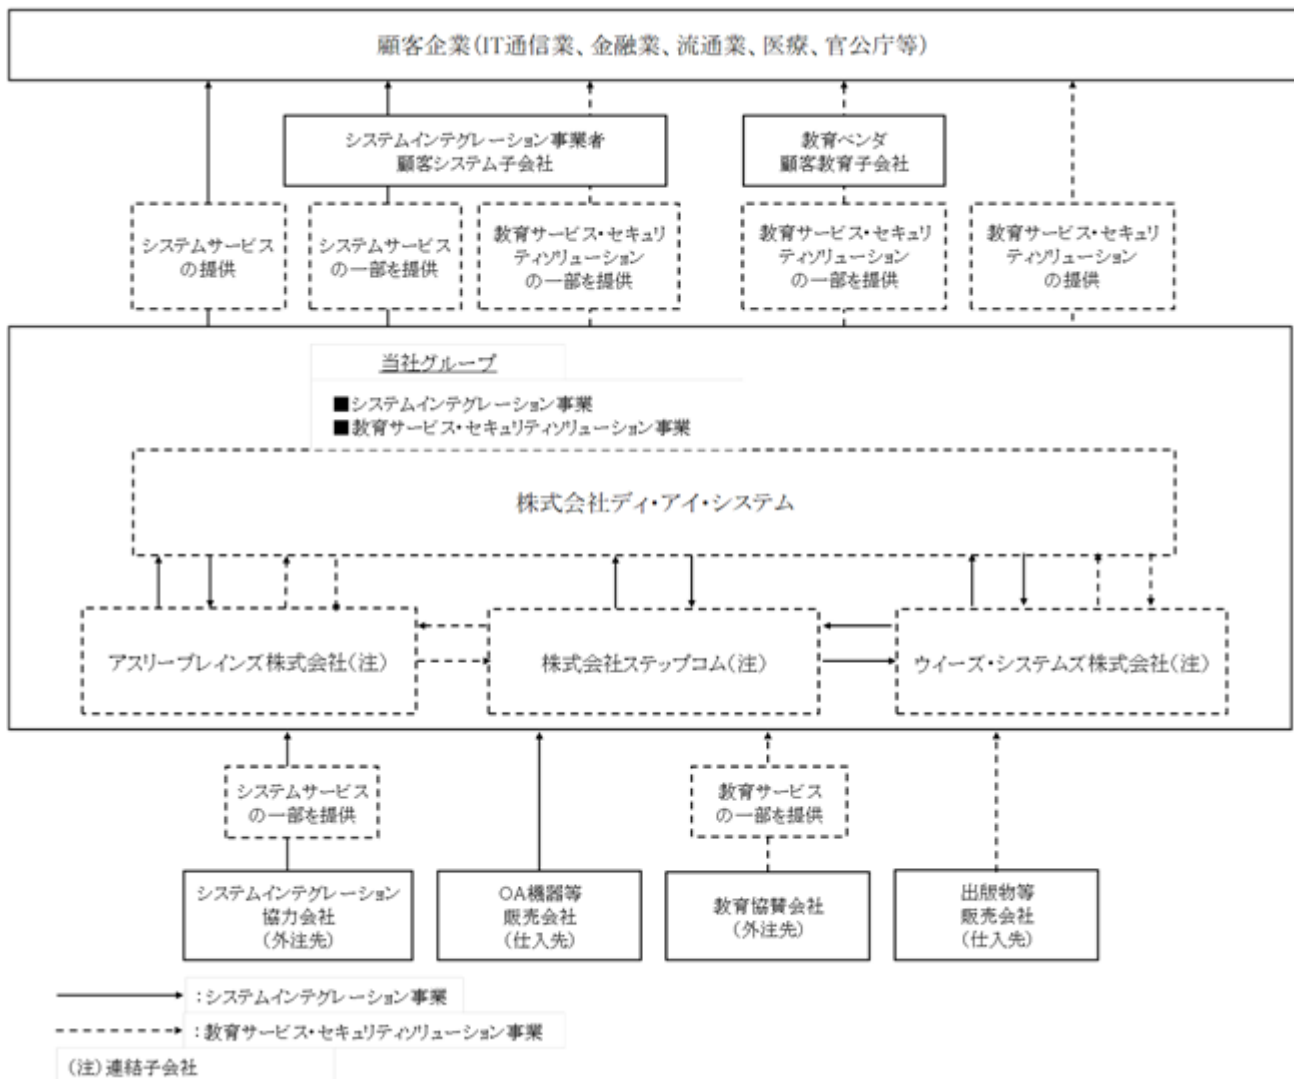 顧客企業(IT通信業、金融業、流通業、医療、官公庁等)
システムインテグレーション事業者
顧客システム子会社
教育ベンダ
顧客教育子会社
システムサービス
の提供
システムサービス
の一部を提供
教育サービス・セキュリ
ティソリューション
の一部を提供
教育サービス・セキュリ
ティソリューション
の一部を提供
教育サービス・セキュリ
ティソリューション
の提供
当社グループ
■システムインテグレーション事業
■教育サービス・セキュリティソリューション事業
株式会社ディ・アイ・システム
アスリーブレインズ株式会社(注)
株式会社ステップコム(注)
ウイーズ・システムズ株式会社(注)
システムサービス
の一部を提供
教育サービス
の一部を提供
システムインテグレーション
協力会社
(外注先)
OA機器等
販売会社
(仕入先)
教育協賛会社
(外注先)
出版物等
販売会社
(仕入先)
:システムインテグレーション事業
:教育サービス・セキュリティソリューション事業
(注)連結子会社